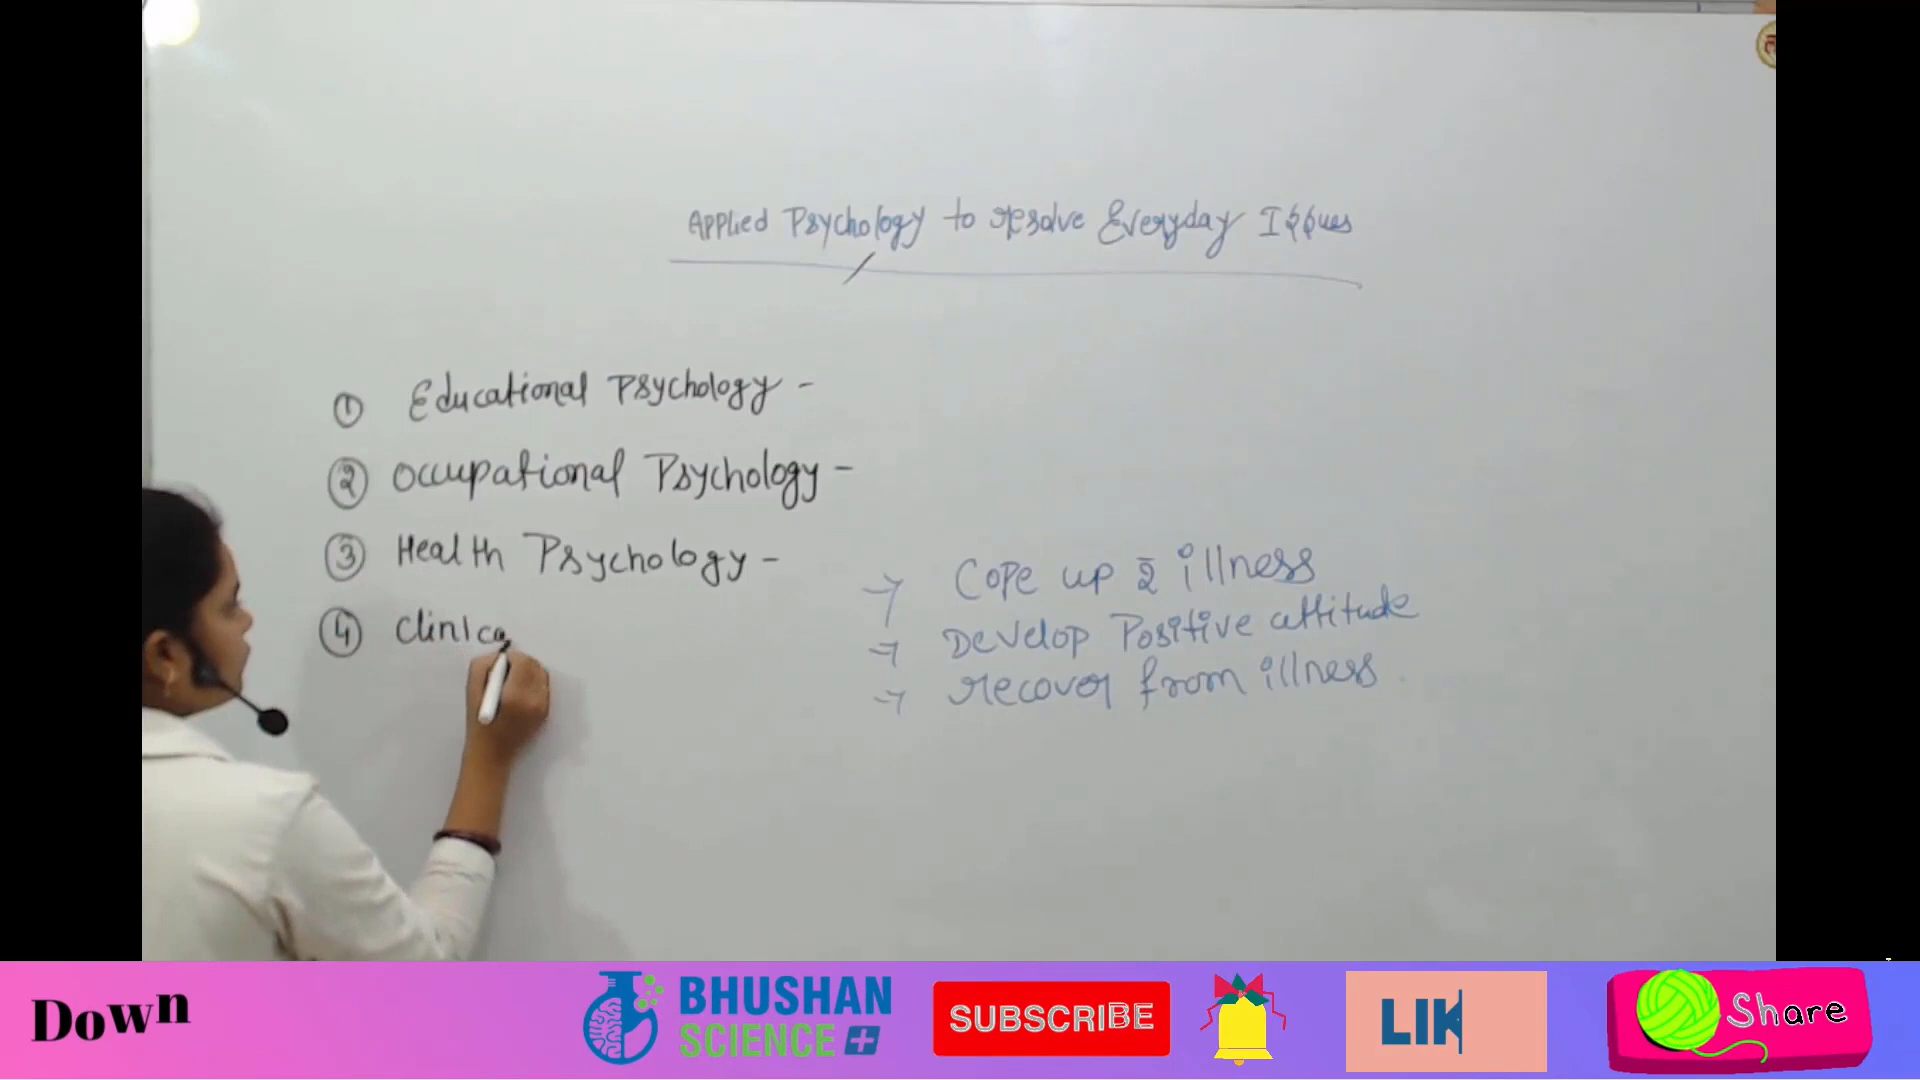 Applied Psychology to resolve Everyday Issues
① Educational Psychology -
② Occupational Psychology -
③ Health Psychology -
→ Cope up c̄ illness
→ Develop Positive attitude
→ recover from illness
④ Clinica
Down
BHUSHAN
SCIENCE
SUBSCRIBE
LIK
Share